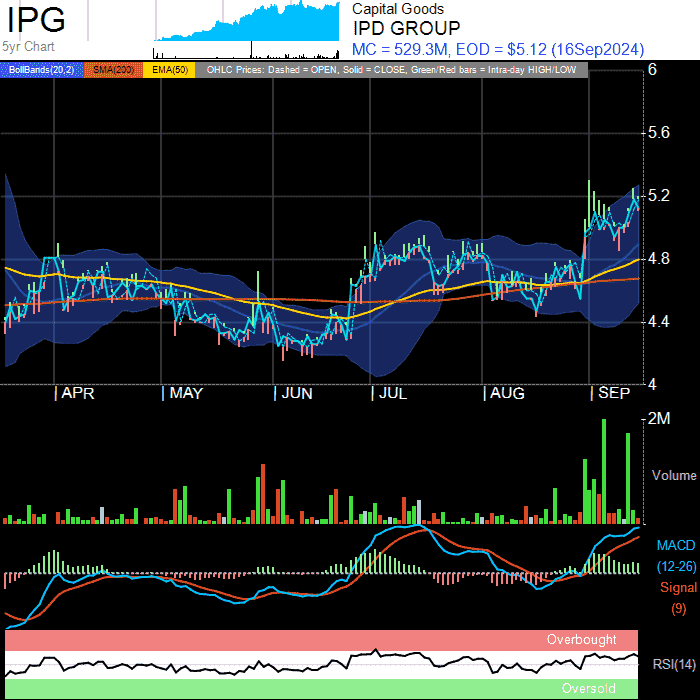 IPG
5yr Chart
Capital Goods
IPD GROUP
MC = 529.3M, EOD = $5.12 (16Sep2024)
BollBands(20,2) SMA(200) EMA(50) OHLC Prices: Dashed = OPEN, Solid = CLOSE, Green/Red bars = Intra-day HIGH/LOW
6
5.6
5.2
4.8
4.4
4
APR MAY JUN JUL AUG SEP
2M
Volume
MACD
(12-26)
Signal
(9)
Overbought
RSI(14)
Oversold